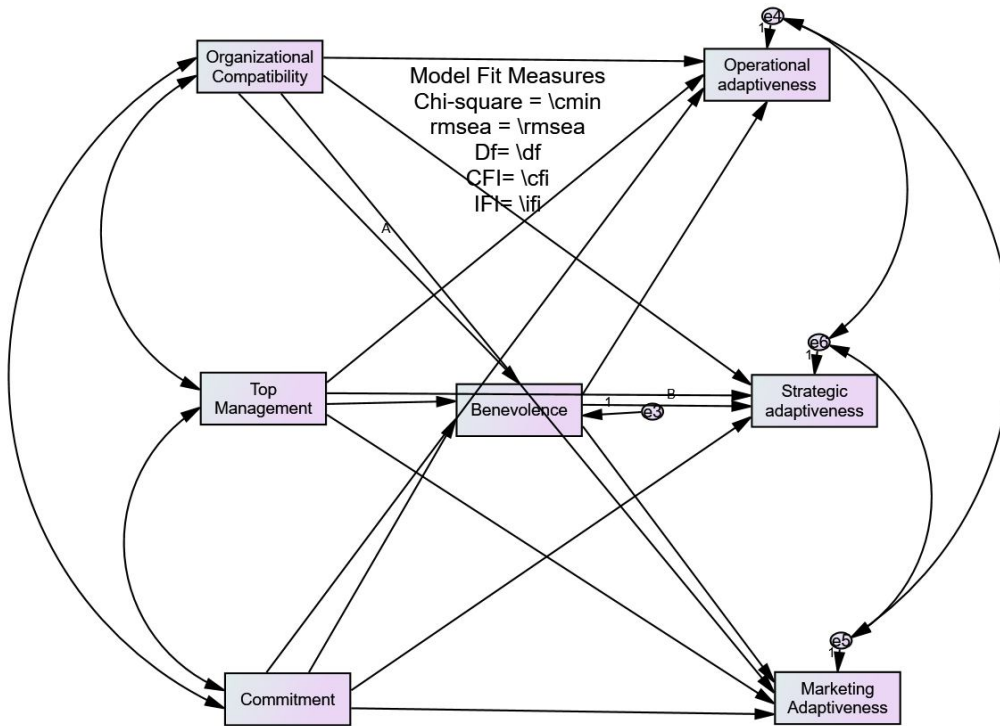 e4
1
Organizational
Compatibility
Operational
adaptiveness
Model Fit Measures
Chi-square = \cmin
rmsea = \rmsea
Df= \df
CFI= \cfi
IFI= \ifi
A
e6
1
Top
Management
Benevolence
1
e3
B
Strategic
adaptiveness
e5
1
Commitment
Marketing
Adaptiveness